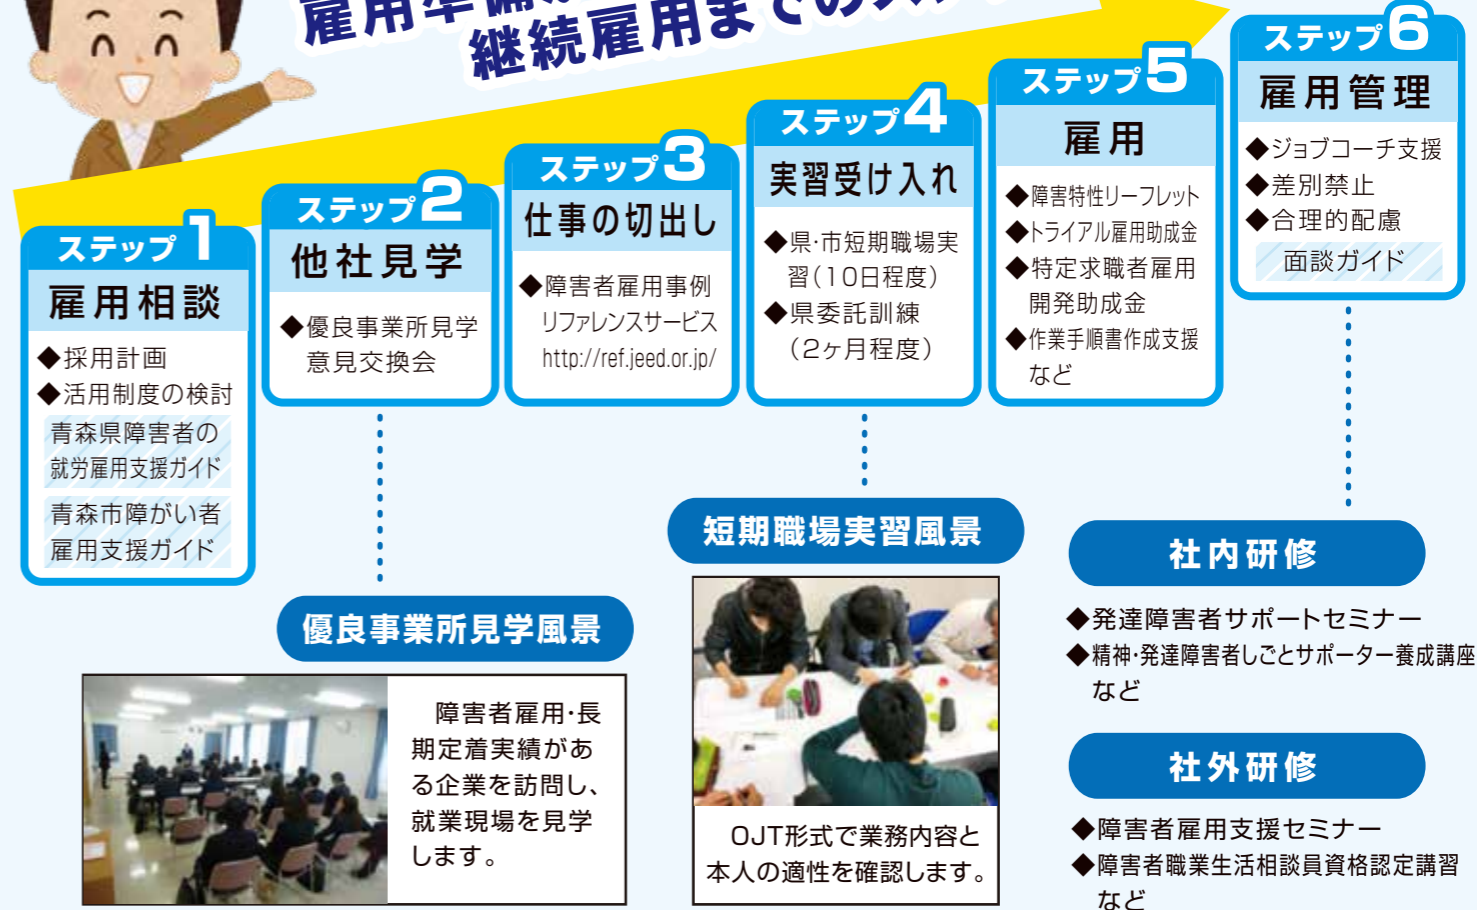 雇用準備
継続雇用までのス
ステップ1
雇用相談
◆採用計画
◆活用制度の検討
青森県障害者の
就労雇用支援ガイド
青森市障がい者
雇用支援ガイド
ステップ2
他社見学
◆優良事業所見学
意見交換会
ステップ3
仕事の切出し
◆障害者雇用事例
リファレンスサービス
http://ref.jeed.or.jp/
ステップ4
実習受け入れ
◆県・市短期職場実
習(10日程度)
◆県委託訓練
(2ヶ月程度)
ステップ5
雇用
◆障害特性リーフレット
◆トライアル雇用助成金
◆特定求職者雇用
開発助成金
◆作業手順書作成支援
など
ステップ6
雇用管理
◆ジョブコーチ支援
◆差別禁止
◆合理的配慮
面談ガイド
優良事業所見学風景
障害者雇用・長
期定着実績があ
る企業を訪問し、
就業現場を見学
します。
短期職場実習風景
OJT形式で業務内容と
本人の適性を確認します。
社内研修
◆発達障害者サポートセミナー
◆精神・発達障害者しごとサポーター養成講座
など
社外研修
◆障害者雇用支援セミナー
◆障害者職業生活相談員資格認定講習
など